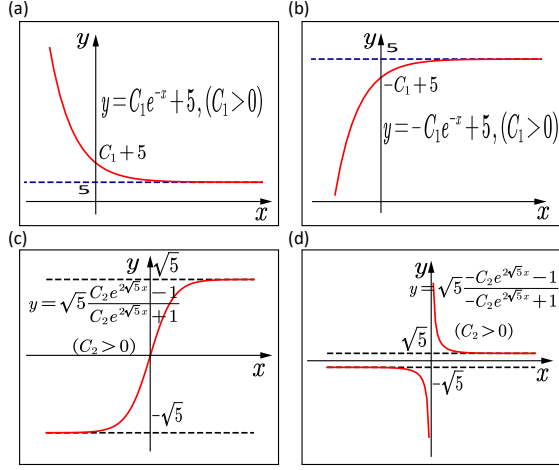 (a)
y
y=C₁e⁻ˣ+5, (C₁>0)
C₁+5
5
x
(b)
5
y
-C₁+5
y=-C₁e⁻ˣ+5, (C₁>0)
x
(c)
y
√5
y=√5 (C₂e^{2√5x}-1)/(C₂e^{2√5x}+1)
(C₂>0)
x
-√5
(d)
y
y=√5 (-C₂e^{2√5x}-1)/(-C₂e^{2√5x}+1)
(C₂>0)
√5
x
-√5